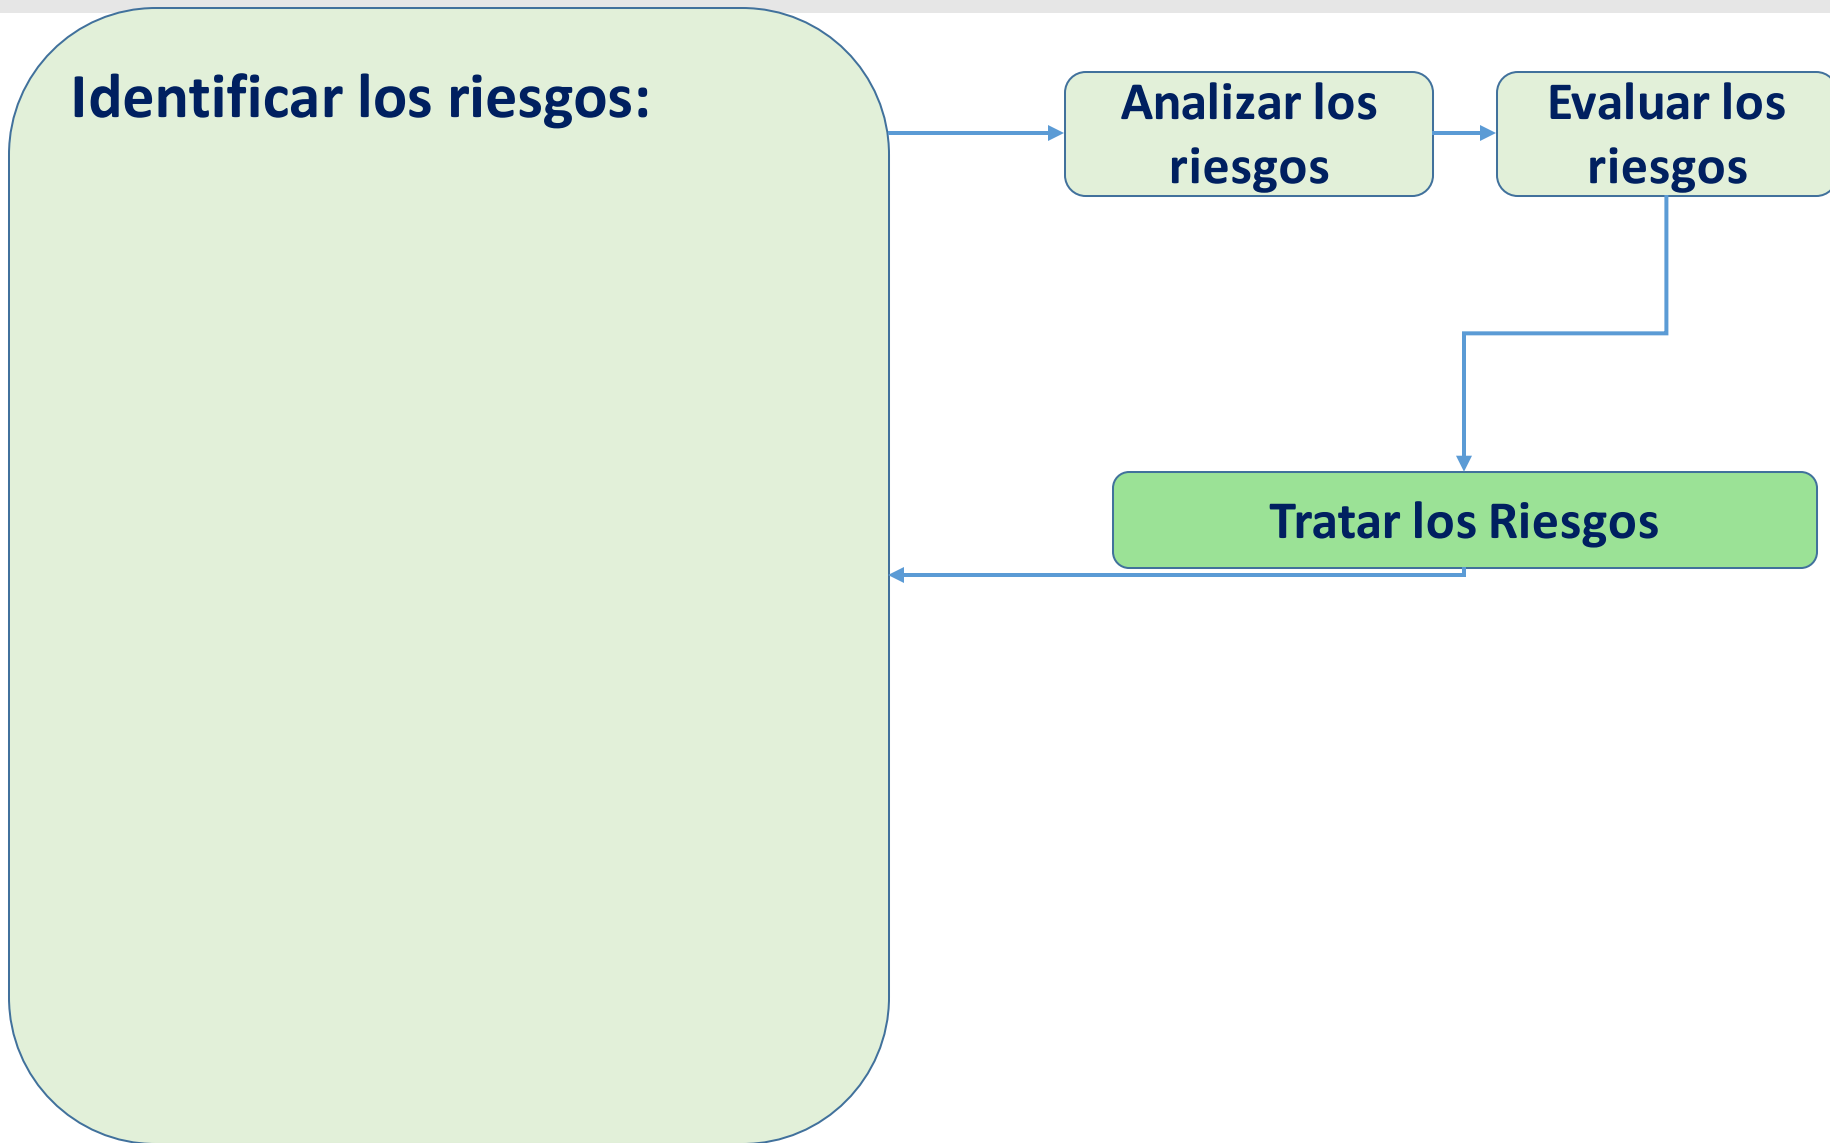 Identificar los riesgos:
Analizar los
riesgos
Evaluar los
riesgos
Tratar los Riesgos